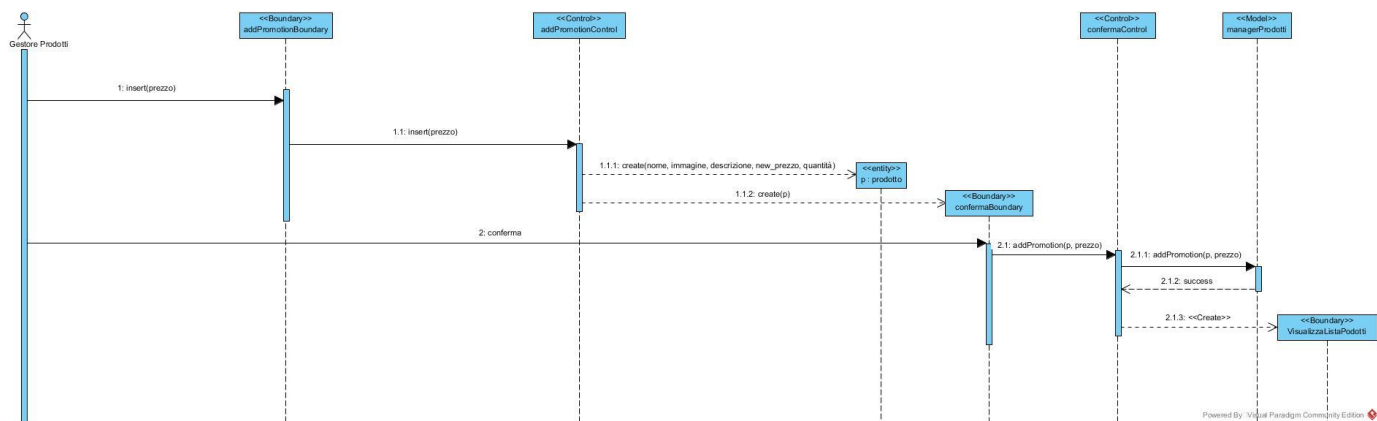 <<Boundary>>
addPromotionBoundary
<<Control>>
addPromotionControl
<<Control>>
confermaControl
<<Model>>
managerProdotti
Gestore Prodotti
1: insert(prezzo)
1.1: insert(prezzo)
1.1.1: create(nome, immagine, descrizione, new_prezzo, quantità)
<<entity>>
p : prodotto
1.1.2: create(p)
<<Boundary>>
confermaBoundary
2: conferma
2.1: addPromotion(p, prezzo)
2.1.1: addPromotion(p, prezzo)
2.1.2: success
2.1.3: <<Create>>
<<Boundary>>
VisualizzaListaPodotti
Powered By Visual Paradigm Community Edition